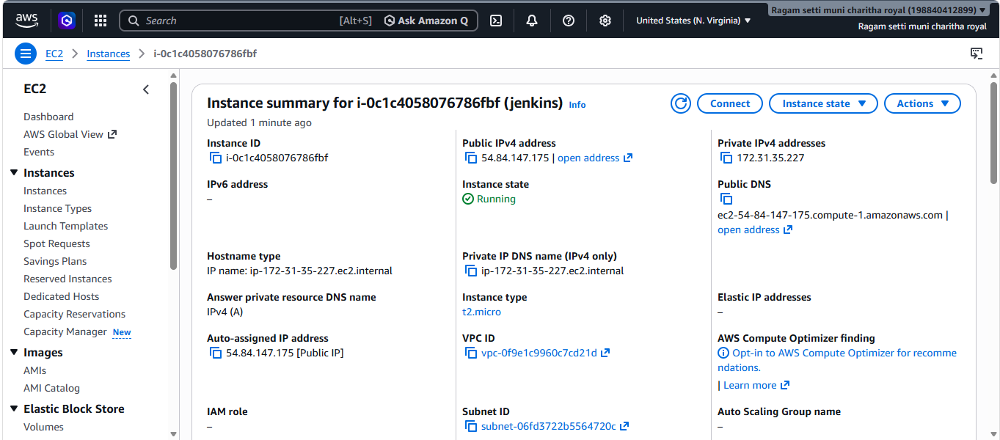 aws
Search [Alt+S] Ask Amazon Q
United States (N. Virginia)
Ragam setti muni charitha royal (198840412899)
Ragam setti muni charitha royal
EC2 Instances i-0c1c4058076786fbf
EC2
Dashboard
AWS Global View
Events
Instances
Instances
Instance Types
Launch Templates
Spot Requests
Savings Plans
Reserved Instances
Dedicated Hosts
Capacity Reservations
Capacity Manager New
Images
AMIs
AMI Catalog
Elastic Block Store
Volumes
Instance summary for i-0c1c4058076786fbf (jenkins) Info
Updated 1 minute ago
Connect
Instance state
Actions
Instance ID
i-0c1c4058076786fbf
Public IPv4 address
54.84.147.175 | open address
Private IPv4 addresses
172.31.35.227
IPv6 address
–
Instance state
Running
Public DNS
ec2-54-84-147-175.compute-1.amazonaws.com |
open address
Hostname type
IP name: ip-172-31-35-227.ec2.internal
Private IP DNS name (IPv4 only)
ip-172-31-35-227.ec2.internal
Answer private resource DNS name
IPv4 (A)
Instance type
t2.micro
Elastic IP addresses
–
Auto-assigned IP address
54.84.147.175 [Public IP]
VPC ID
vpc-0f9e1c9960c7cd21d
AWS Compute Optimizer finding
Opt-in to AWS Compute Optimizer for recomme
ndations.
| Learn more
IAM role
–
Subnet ID
subnet-06fd3722b5564720c
Auto Scaling Group name
–